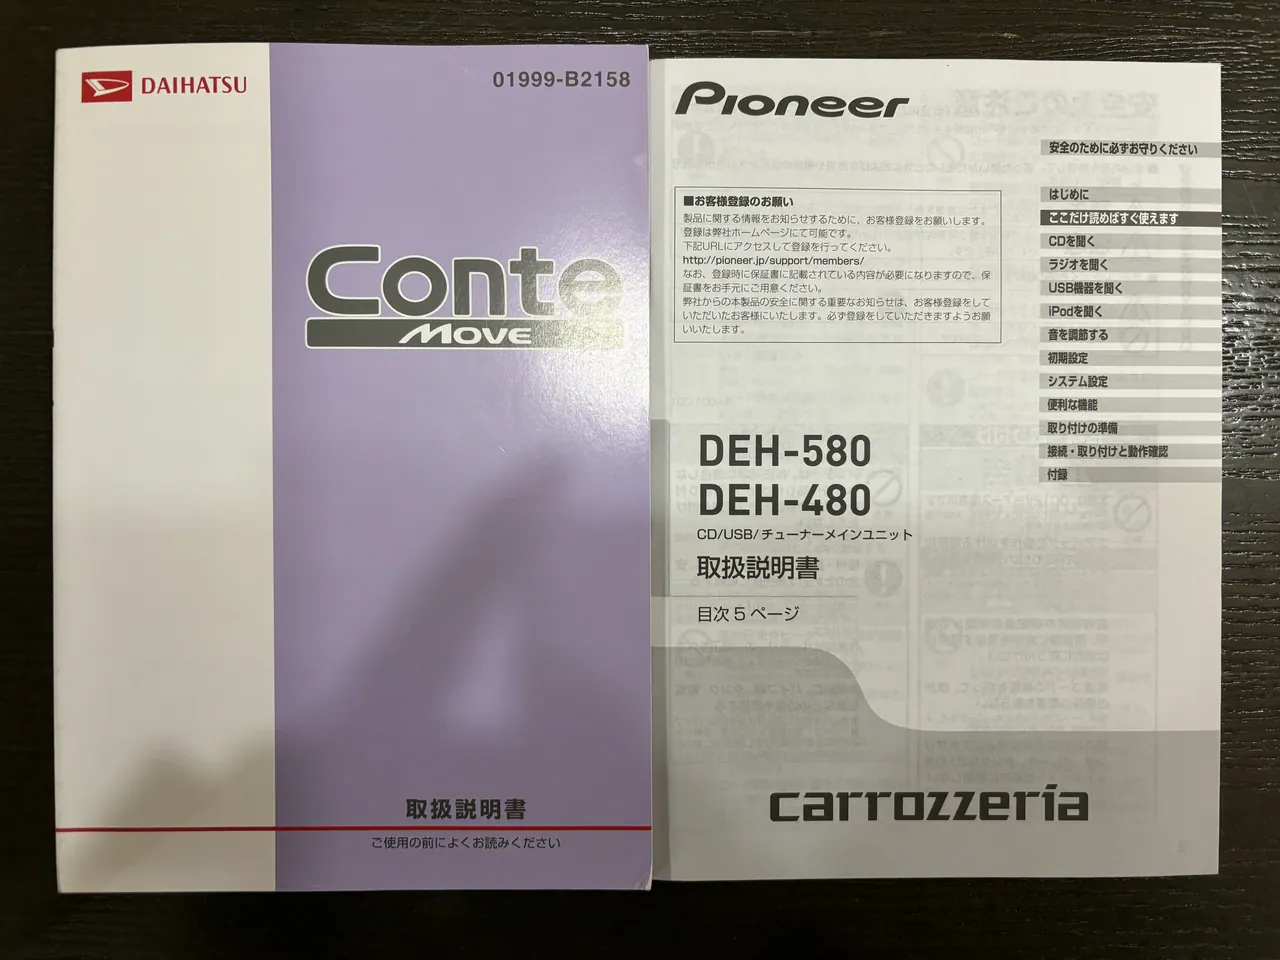 DAIHATSU
01999-B2158
Conte
MOVE
取扱説明書
ご使用の前によくお読みください
Pioneer
■お客様登録のお願い
製品に関する情報をお知らせするために、お客様登録をお願いします。
登録は弊社ホームページにて可能です。
下記URLにアクセスして登録を行ってください。
http://pioneer.jp/support/members/
なお、登録時に保証書に記載されている内容が必要になりますので、保
証書をお手元にご用意ください。
弊社からの本製品の安全に関する重要なお知らせは、お客様登録をして
いただいたお客様にいたします。必ず登録をしていただきますようお願
いいたします。
安全のために必ずお守りください
はじめに
ここだけ読めばすぐ使えます
CDを聞く
ラジオを聞く
USB機器を聞く
iPodを聞く
音を調節する
初期設定
システム設定
便利な機能
取り付けの準備
接続・取り付けと動作確認
付録
DEH-580
DEH-480
CD/USB/チューナーメインユニット
取扱説明書
目次 5 ページ
carrozzeria